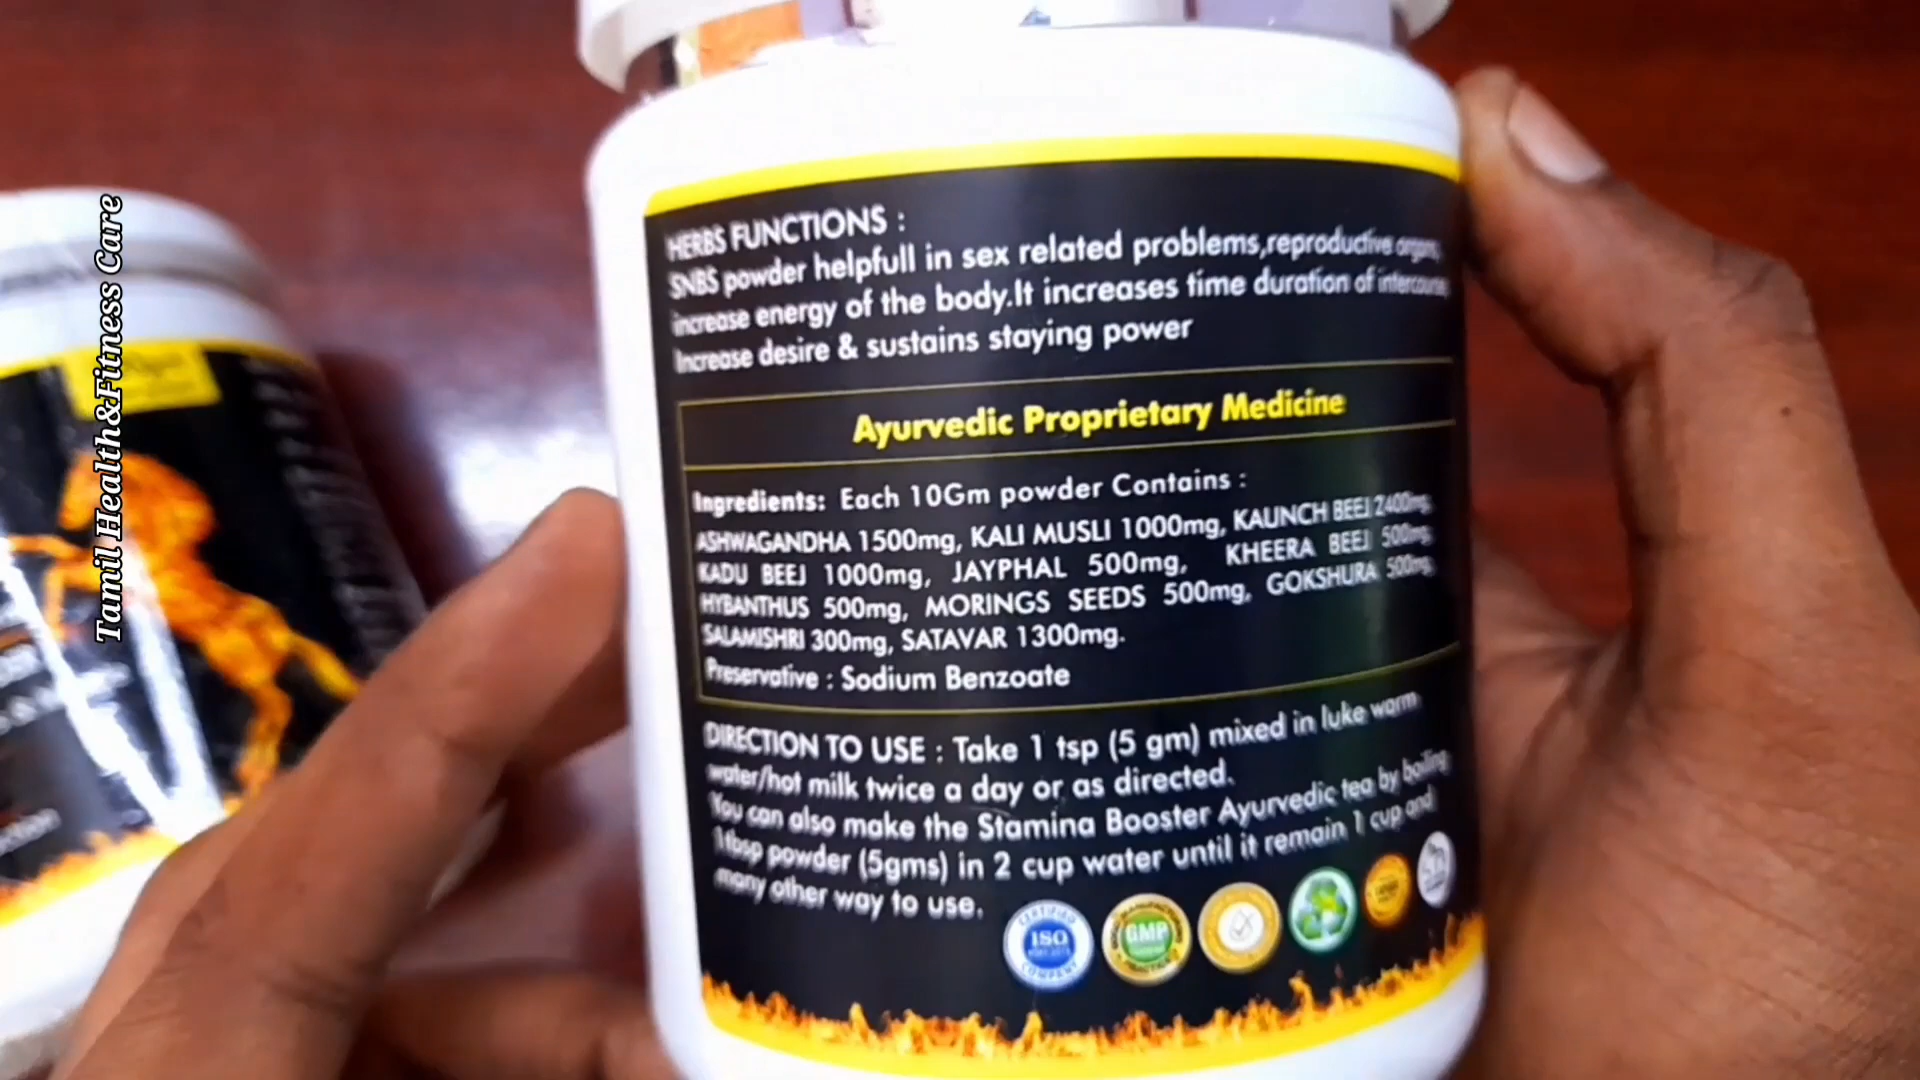 Tamil Health&Fitness Care
HERBS FUNCTIONS :
SNBS powder helpfull in sex related problems,reproductive organs,
increase energy of the body.It increases time duration of intercourse,
Increase desire & sustains staying power
Ayurvedic Proprietary Medicine
Ingredients: Each 10Gm powder Contains :
ASHWAGANDHA 1500mg, KALI MUSLI 1000mg, KAUNCH BEEJ 2400mg,
KADU BEEJ 1000mg, JAYPHAL 500mg, KHEERA BEEJ 500mg,
HYBANTHUS 500mg, MORINGS SEEDS 500mg, GOKSHURA 500mg,
SALAMISHRI 300mg, SATAVAR 1300mg.
Preservative : Sodium Benzoate
DIRECTION TO USE : Take 1 tsp (5 gm) mixed in luke warm
water/hot milk twice a day or as directed.
You can also make the Stamina Booster Ayurvedic tea by boiling
1tbsp powder (5gms) in 2 cup water until it remain 1 cup and
many other way to use.
CERTIFIED
ISO
COMPANY
GMP